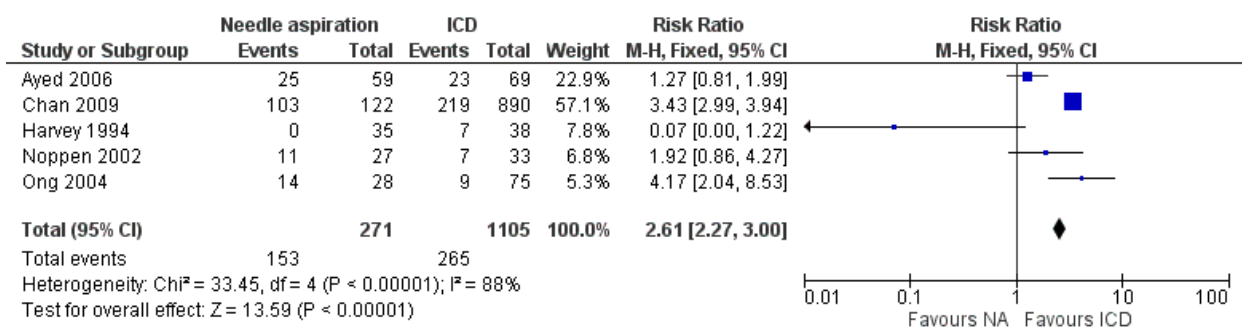 Needle aspiration ICD Risk Ratio Risk Ratio
Study or Subgroup Events Total Events Total Weight M-H, Fixed, 95% CI M-H, Fixed, 95% CI
Ayed 2006 25 59 23 69 22.9% 1.27 [0.81, 1.99]
Chan 2009 103 122 219 890 57.1% 3.43 [2.99, 3.94]
Harvey 1994 0 35 7 38 7.8% 0.07 [0.00, 1.22]
Noppen 2002 11 27 7 33 6.8% 1.92 [0.86, 4.27]
Ong 2004 14 28 9 75 5.3% 4.17 [2.04, 8.53]
Total (95% CI) 271 1105 100.0% 2.61 [2.27, 3.00]
Total events 153 265
Heterogeneity: Chi² = 33.45, df = 4 (P < 0.00001); I² = 88%
Test for overall effect: Z = 13.59 (P < 0.00001)
0.01 0.1 1 10 100
Favours NA Favours ICD